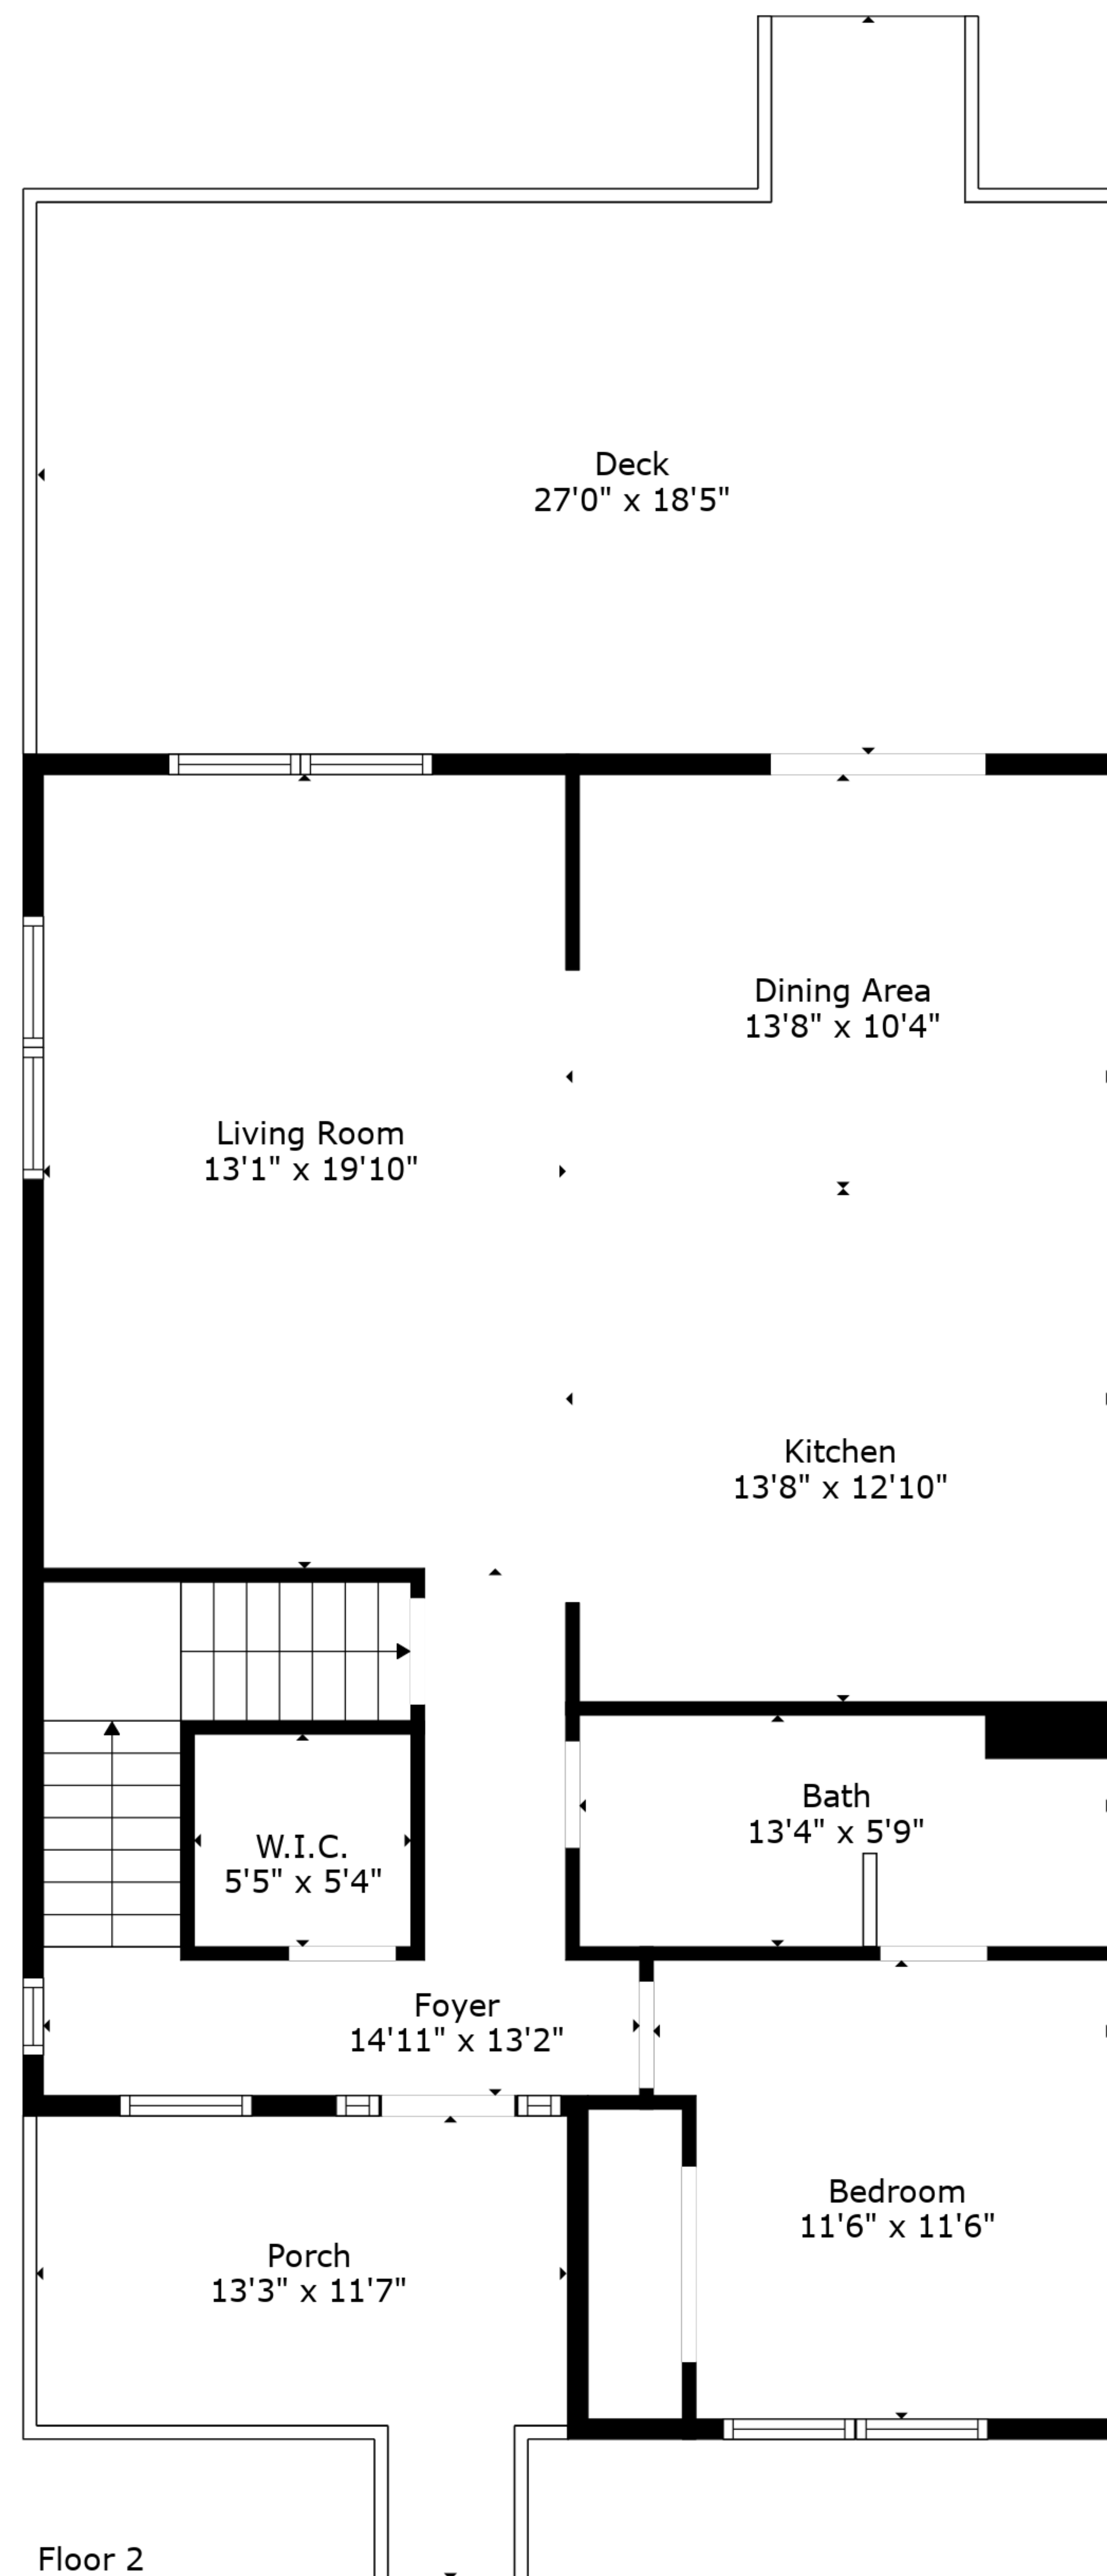 Deck
27'0" x 18'5"
Dining Area
13'8" x 10'4"
Living Room
13'1" x 19'10"
Kitchen
13'8" x 12'10"
Bath
13'4" x 5'9"
W.I.C.
5'5" x 5'4"
Foyer
14'11" x 13'2"
Bedroom
11'6" x 11'6"
Porch
13'3" x 11'7"
Floor 2